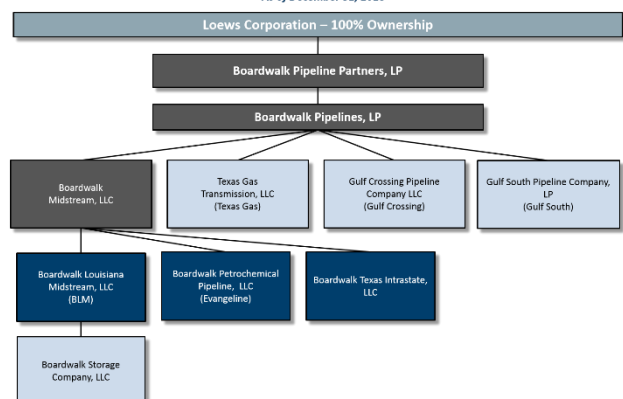 Loews Corporation – 100% Ownership
Boardwalk Pipeline Partners, LP
Boardwalk Pipelines, LP
Boardwalk
Midstream, LLC
Texas Gas
Transmission, LLC
(Texas Gas)
Gulf Crossing Pipeline
Company LLC
(Gulf Crossing)
Gulf South Pipeline Company,
LP
(Gulf South)
Boardwalk Louisiana
Midstream, LLC
(BLM)
Boardwalk Petrochemical
Pipeline, LLC
(Evangeline)
Boardwalk Texas Intrastate,
LLC
Boardwalk Storage
Company, LLC